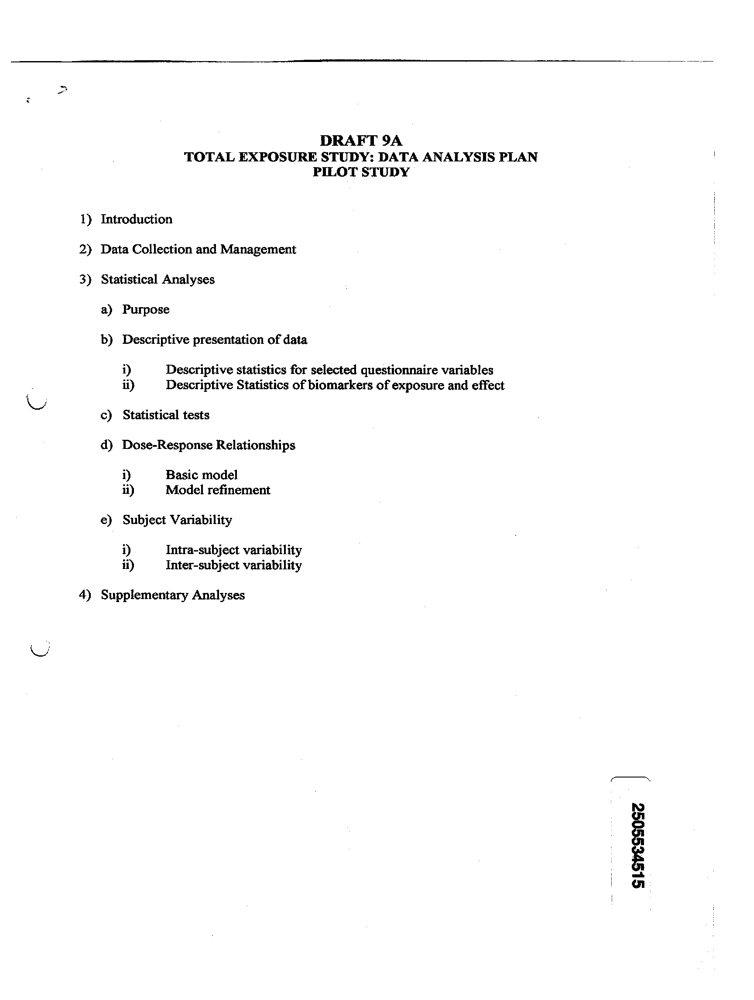 DRAFT 9A
TOTAL EXPOSURE STUDY: DATA ANALYSIS PLAN
PILOT STUDY
1) Introduction
2) Data Collection and Management
3) Statistical Analyses
a) Purpose
b) Descriptive presentation of data
i) Descriptive statistics for selected questionnaire variables
ii) Descriptive Statistics of biomarkers of exposure and effect
c) Statistical tests
d) Dose-Response Relationships
i) Basic model
ii) Model refinement
e) Subject Variability
i) Intra-subject variability
ii) Inter-subject variability
4) Supplementary Analyses
2505534515